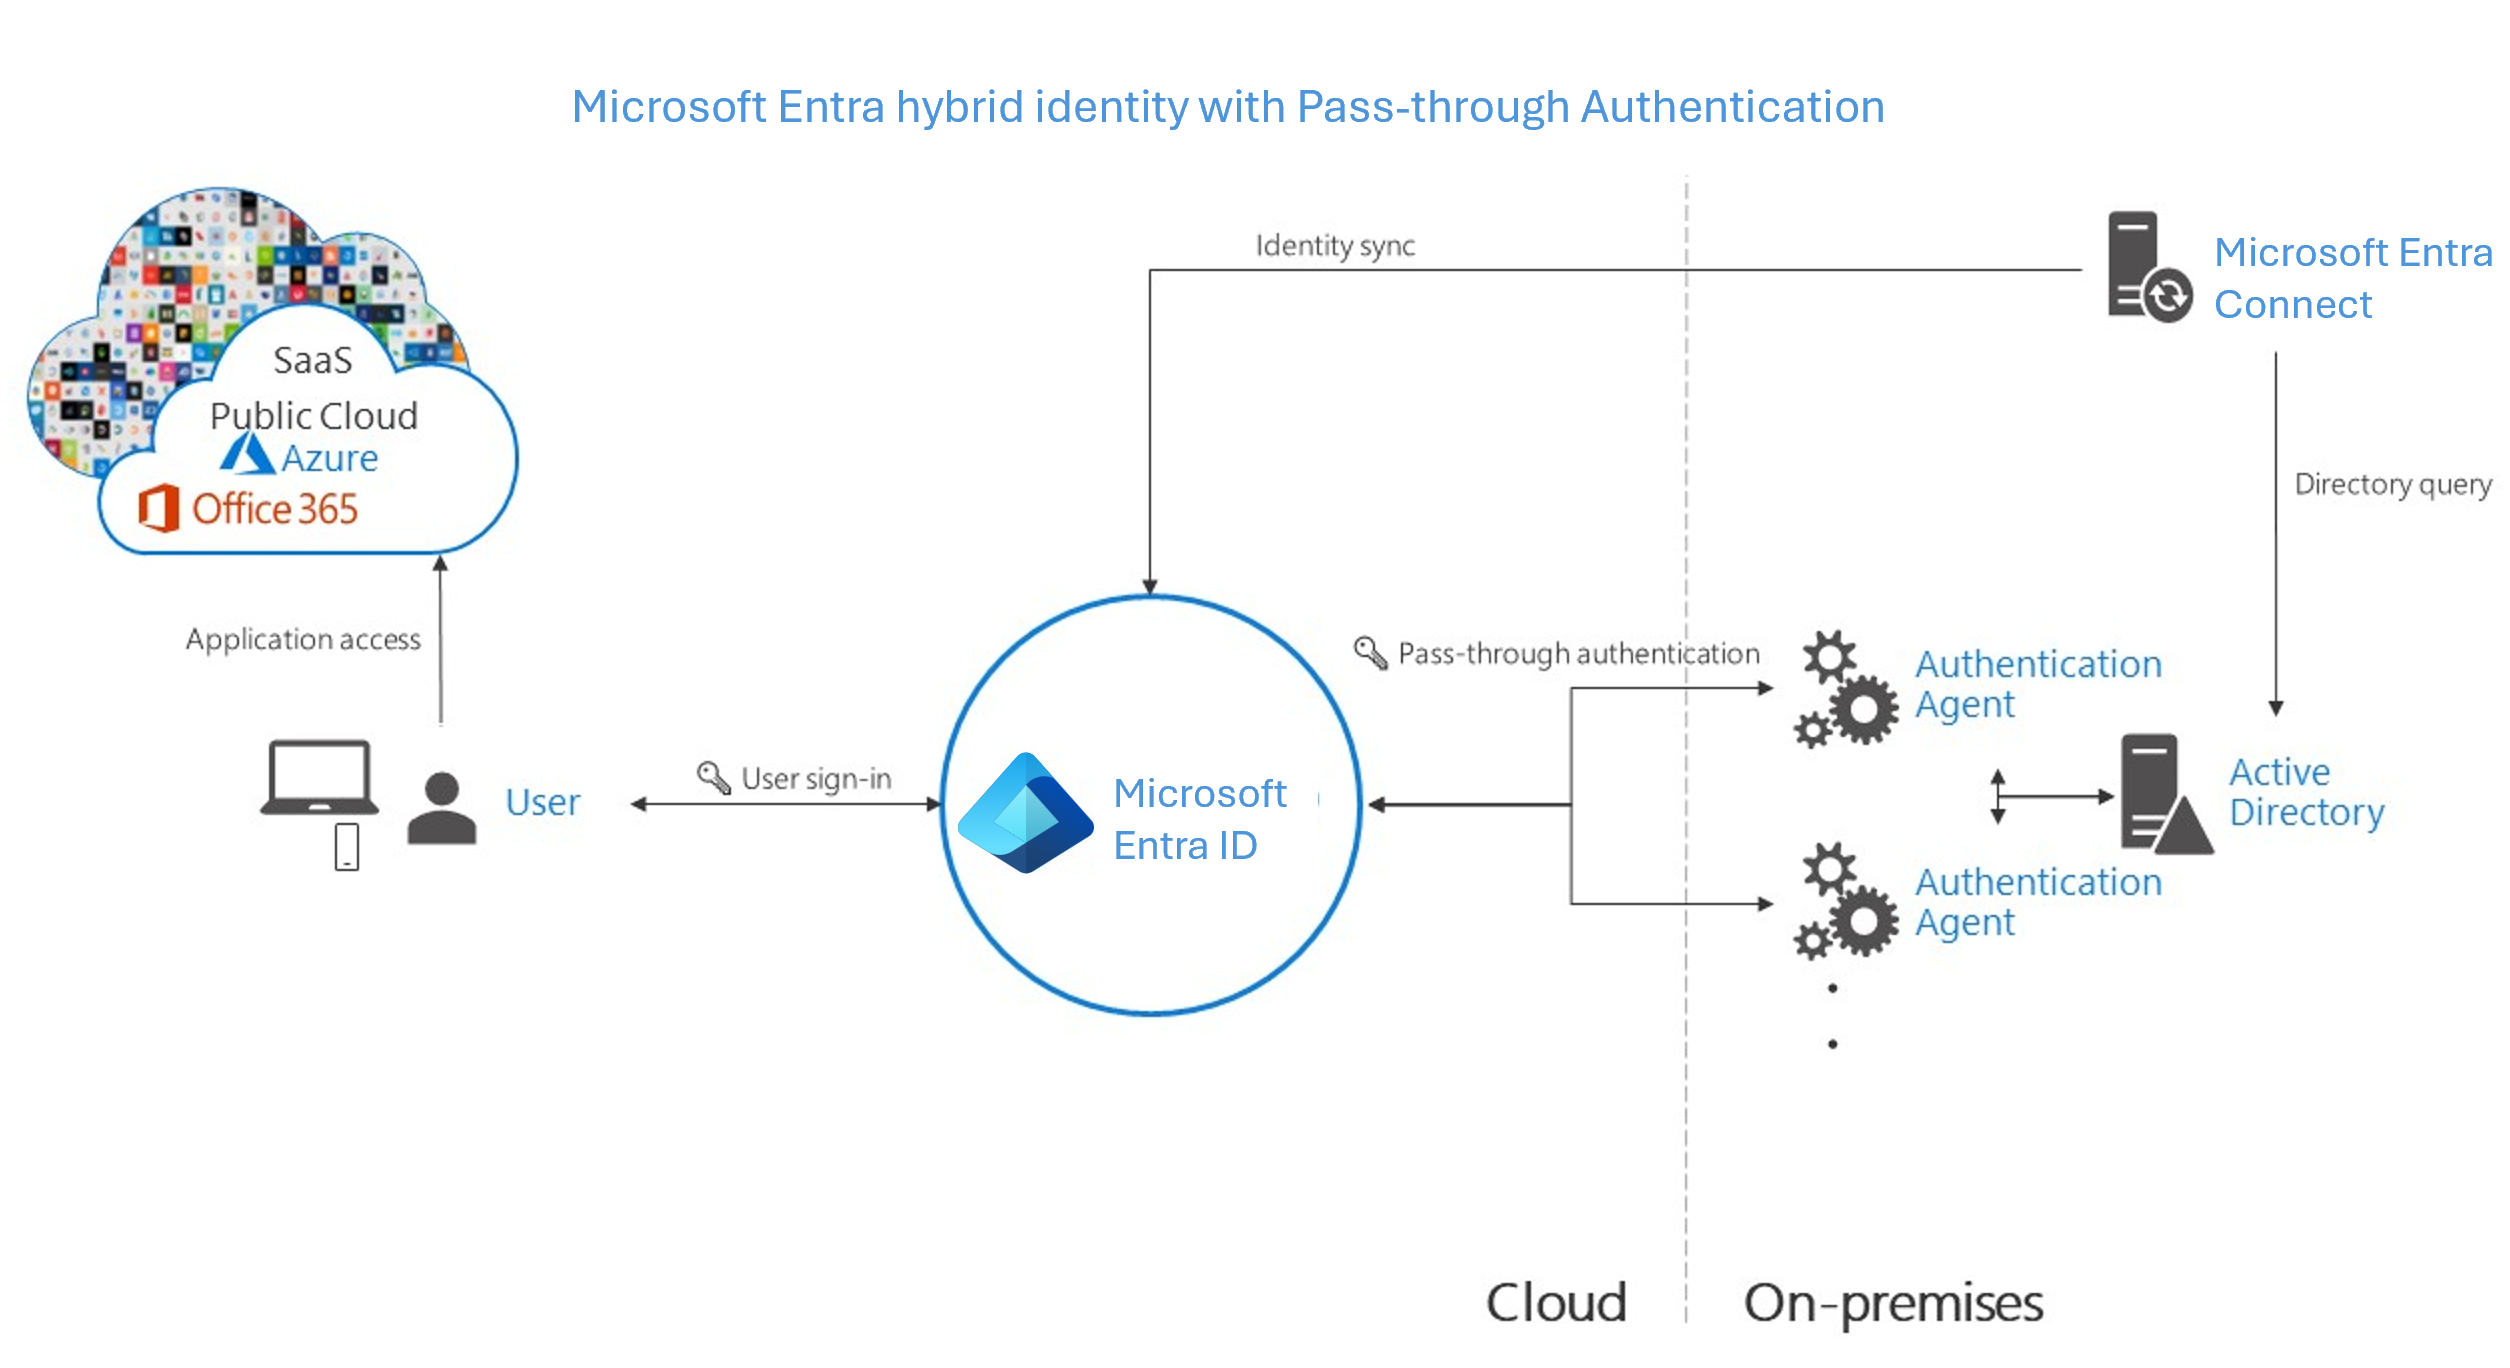 Microsoft Entra hybrid identity with Pass-through Authentication
Identity sync
Microsoft Entra
Connect
SaaS
Public Cloud
Azure
Office 365
Directory query
Application access
Pass-through authentication
Authentication
Agent
User sign-in
User
Microsoft
Entra ID
Active
Directory
Authentication
Agent
Cloud
On-premises